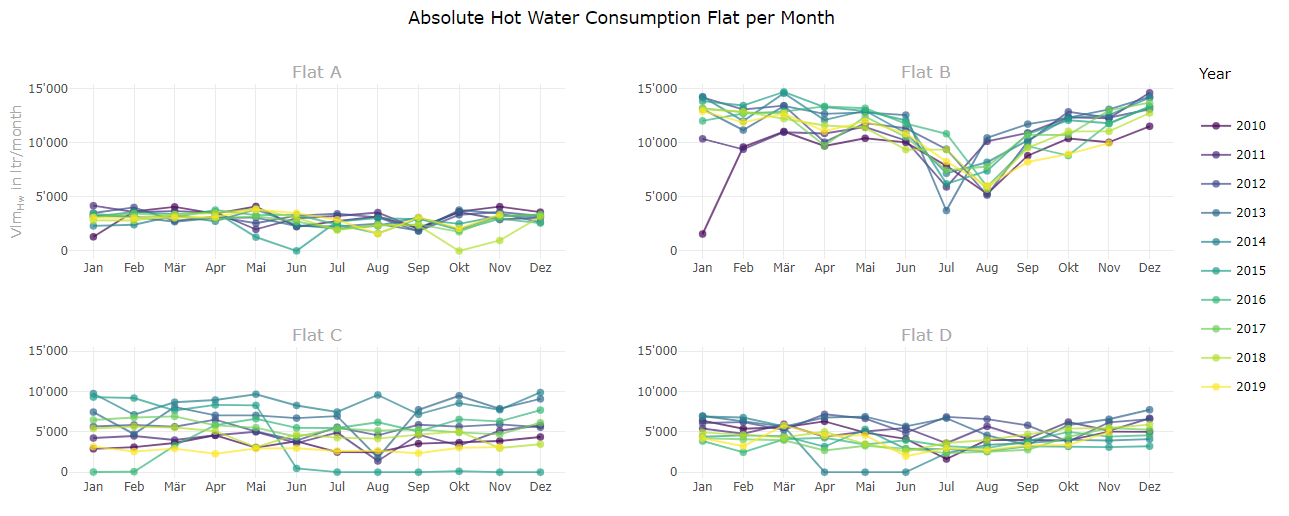 Absolute Hot Water Consumption Flat per Month
Flat A
Flat B
Year
Vlm_HW in ltr/month
15'000
10'000
5'000
0
Jan Feb Mär Apr Mai Jun Jul Aug Sep Okt Nov Dez
15'000
10'000
5'000
0
Jan Feb Mär Apr Mai Jun Jul Aug Sep Okt Nov Dez
2010
2011
2012
2013
2014
2015
2016
2017
2018
2019
Flat C
Flat D
15'000
10'000
5'000
0
Jan Feb Mär Apr Mai Jun Jul Aug Sep Okt Nov Dez
15'000
10'000
5'000
0
Jan Feb Mär Apr Mai Jun Jul Aug Sep Okt Nov Dez